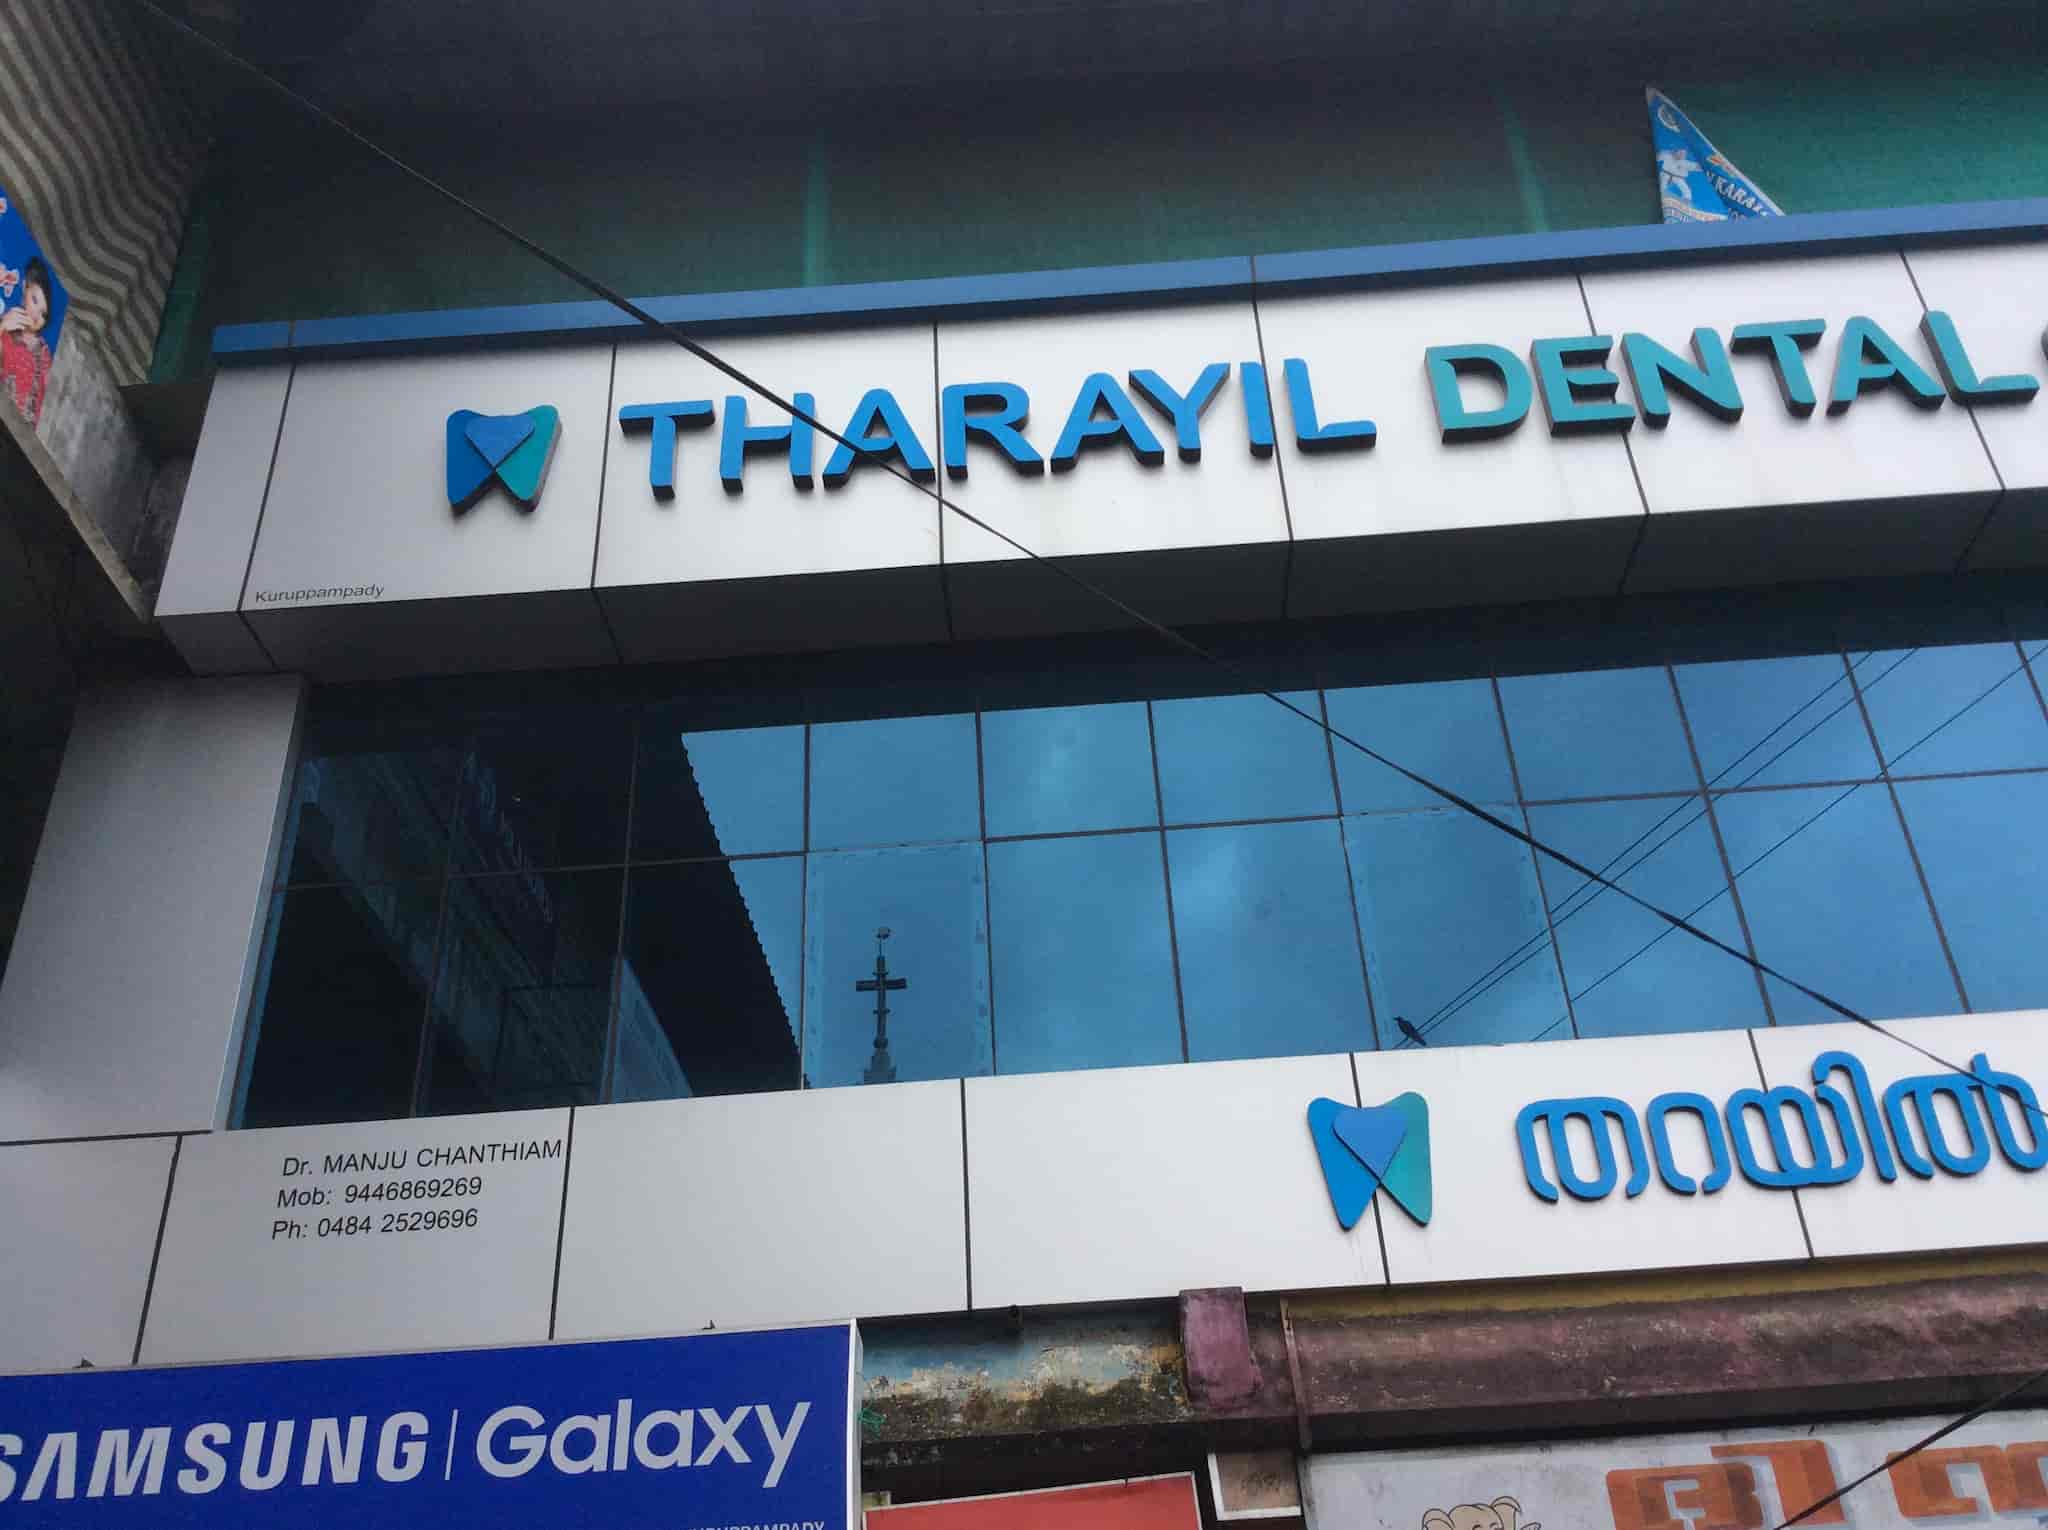 THARAYIL DENTAL
Kuruppampady
തറയിൽ
Dr. MANJU CHANTHIAM
Mob: 9446869269
Ph: 0484 2529696
SAMSUNG | Galaxy